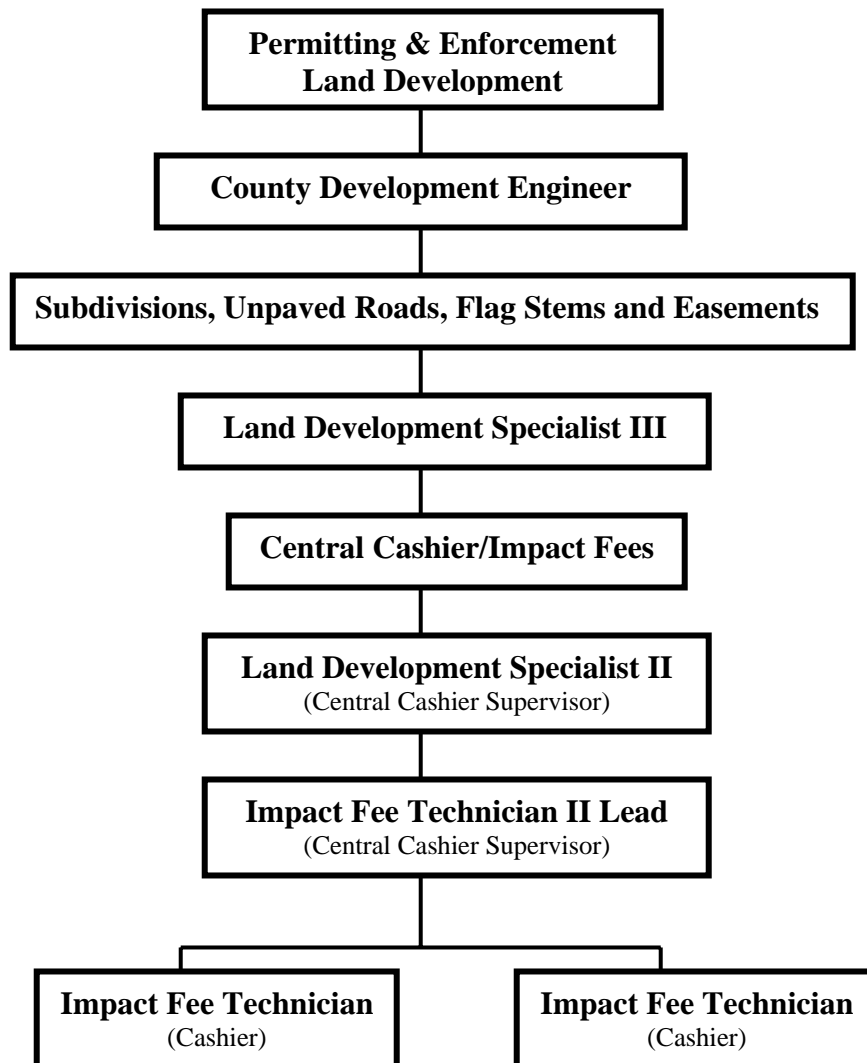 Permitting & Enforcement
Land Development
County Development Engineer
Subdivisions, Unpaved Roads, Flag Stems and Easements
Land Development Specialist III
Central Cashier/Impact Fees
Land Development Specialist II
(Central Cashier Supervisor)
Impact Fee Technician II Lead
(Central Cashier Supervisor)
Impact Fee Technician
(Cashier)
Impact Fee Technician
(Cashier)